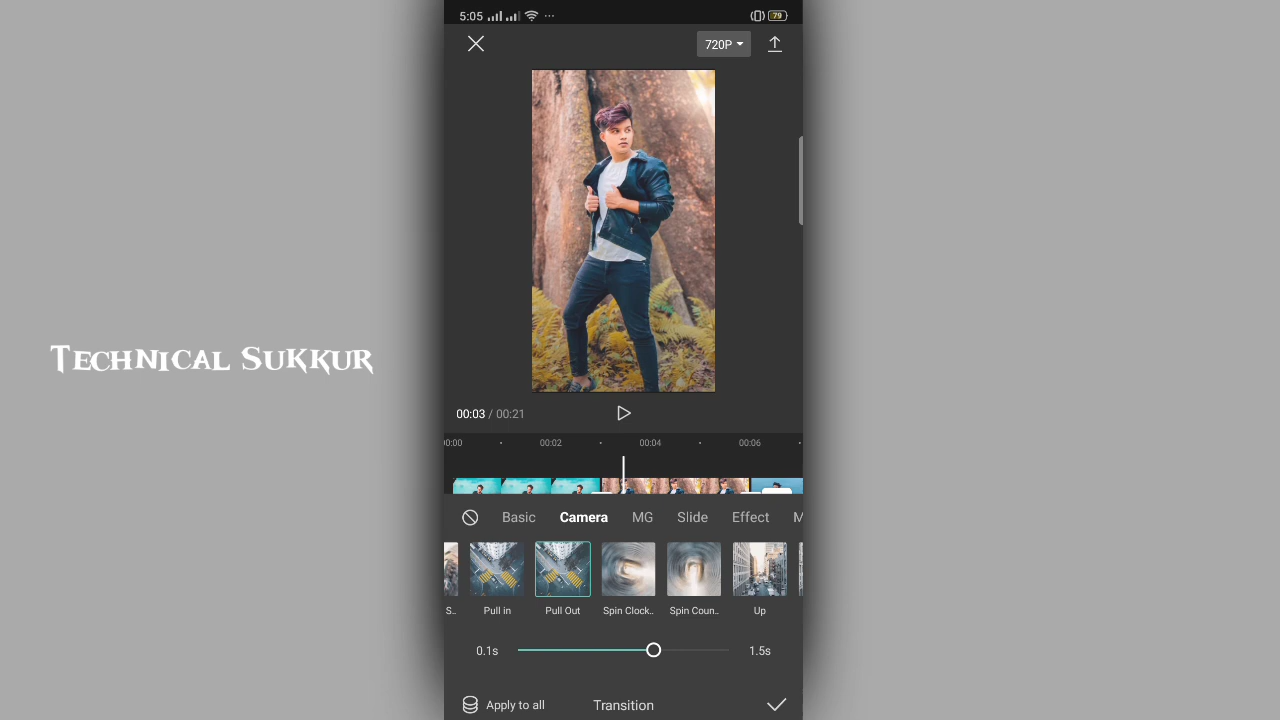 5:05
79
720P
Technical Sukkur
00:03 / 00:21
00:02
00:04
00:06
Basic Camera MG Slide Effect M
S.. Pull in Pull Out Spin Clock.. Spin Coun.. Up
0.1s 1.5s
Apply to all Transition